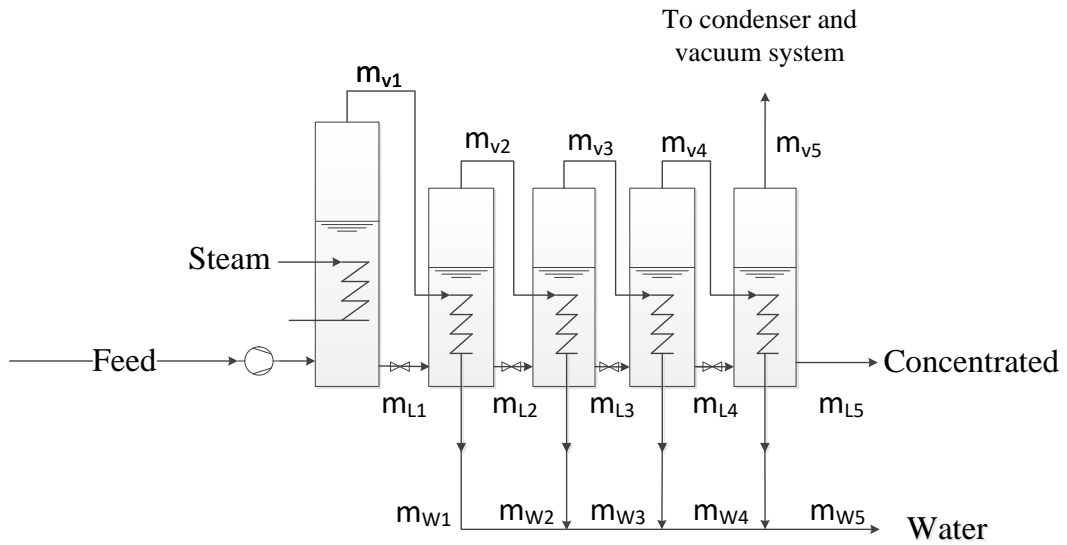 To condenser and
vacuum system
mv1
mv2
mv3
mv4
mv5
Steam
Feed
Concentrated
mL1
mL2
mL3
mL4
mL5
mW1
mW2
mW3
mW4
mW5
Water